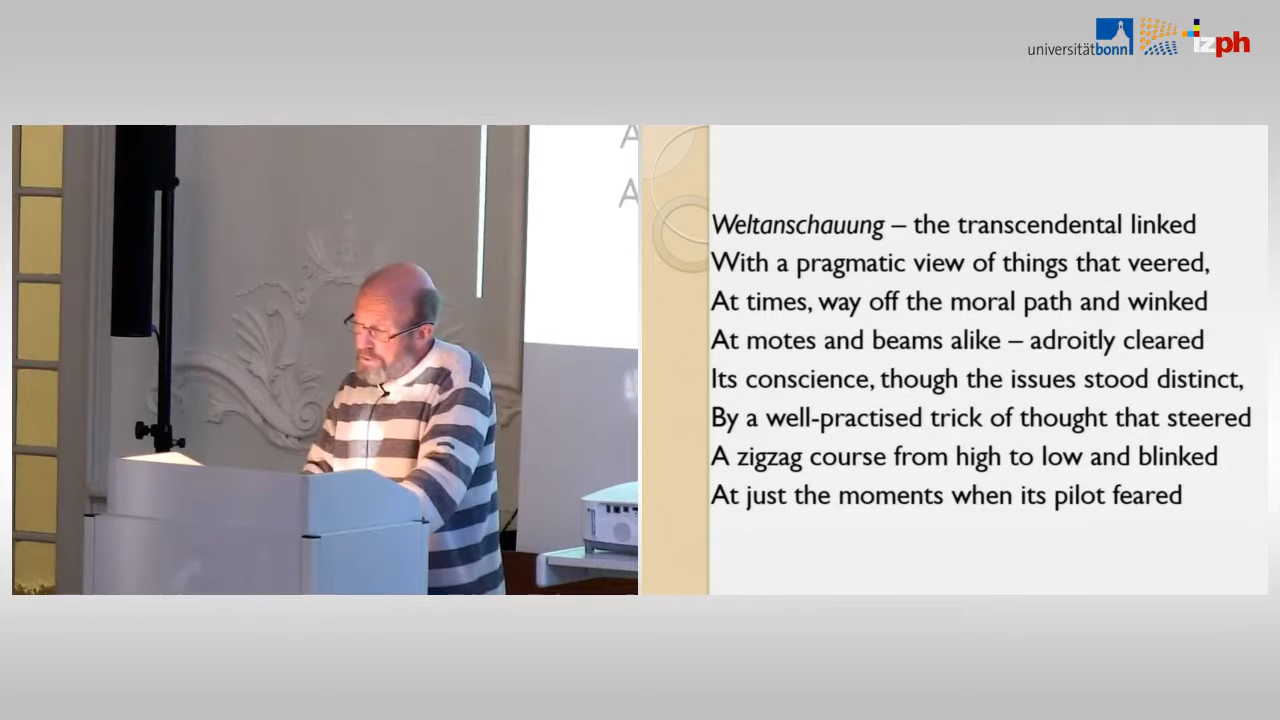 universitätbonn
izph
A
A
Weltanschauung – the transcendental linked
With a pragmatic view of things that veered,
At times, way off the moral path and winked
At motes and beams alike – adroitly cleared
Its conscience, though the issues stood distinct,
By a well-practised trick of thought that steered
A zigzag course from high to low and blinked
At just the moments when its pilot feared